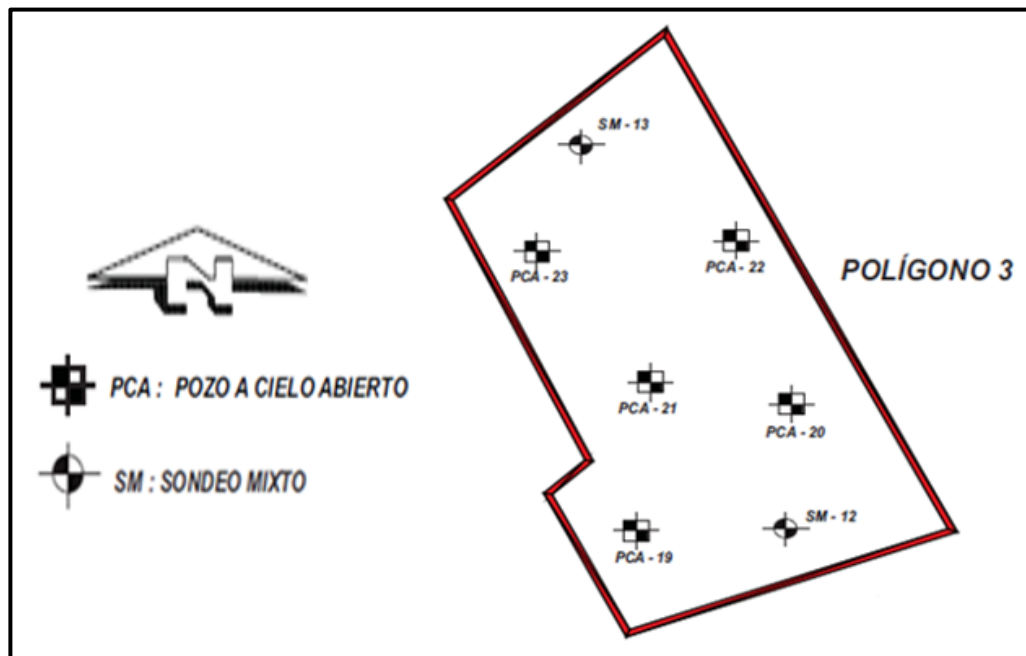 SM - 13
PCA - 23
PCA - 22
POLÍGONO 3
N
PCA : POZO A CIELO ABIERTO
PCA - 21
PCA - 20
SM : SONDEO MIXTO
SM - 12
PCA - 19